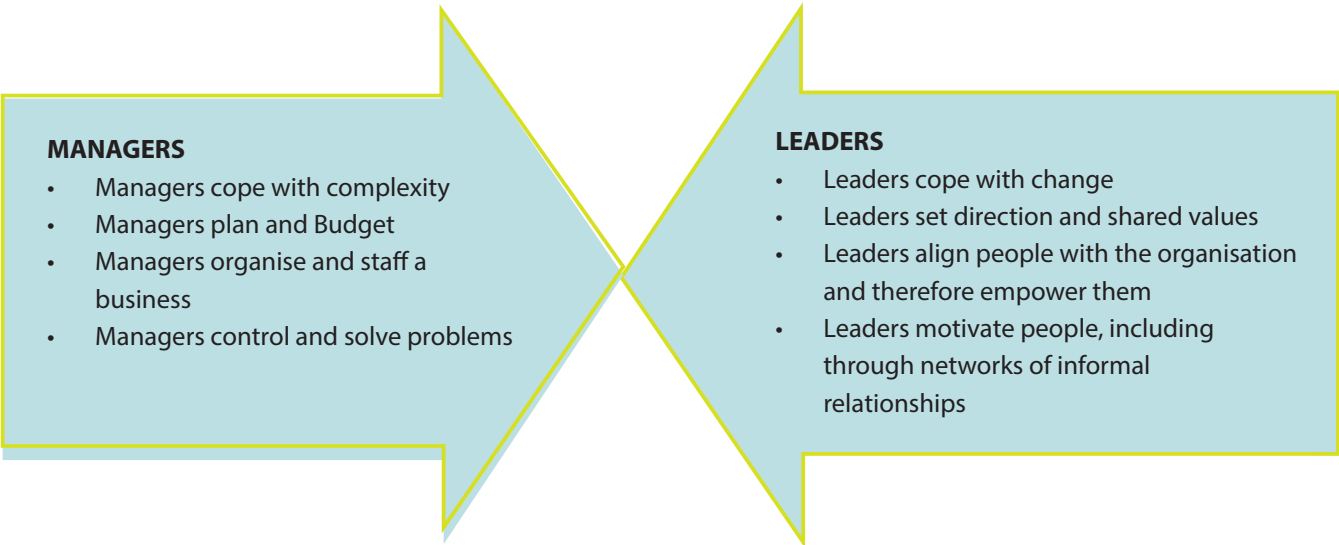 MANAGERS
• Managers cope with complexity
• Managers plan and Budget
• Managers organise and staff a
business
• Managers control and solve problems
LEADERS
• Leaders cope with change
• Leaders set direction and shared values
• Leaders align people with the organisation
and therefore empower them
• Leaders motivate people, including
through networks of informal
relationships